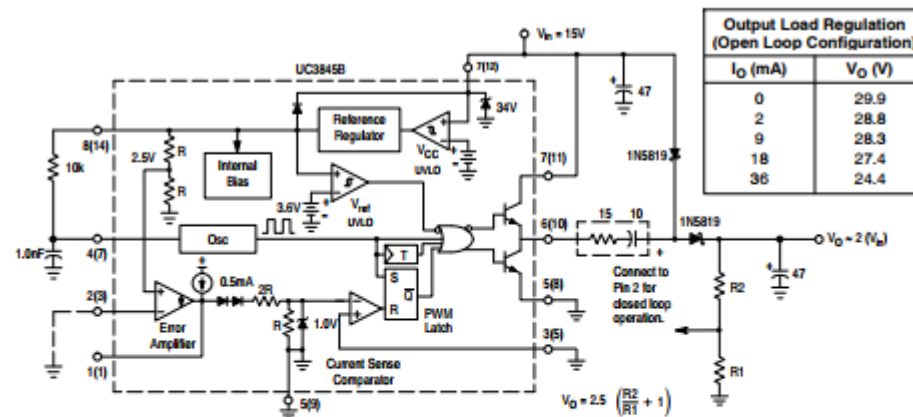 Output Load Regulation
(Open Loop Configuration)
I_O (mA) V_O (V)
0 29.9
2 28.8
9 28.3
18 27.4
36 24.4
V_in = 15V
UC3845B
7(12)
34V
+
47
8(14)
Reference
Regulator
+
-
V_CC
UVLO
+
-
2.5V
R
Internal
Bias
R
10k
7(11)
1N5819
3.6V
+
-
V_ref
UVLO
15 10
6(10)
+
1N5819
V_O ≈ 2 (V_in)
1.0nF
4(7)
Osc
T
+
47
5(8)
Connect to
Pin 2 for
closed loop
operation.
R2
0.5mA
S
Q
R
PWM
Latch
+
-
2R
-
+
2(3)
R
1.0V
Error
Amplifier
3(5)
Current Sense
Comparator
R1
1(1)
5(9)
V_O = 2.5 (R2/R1 + 1)